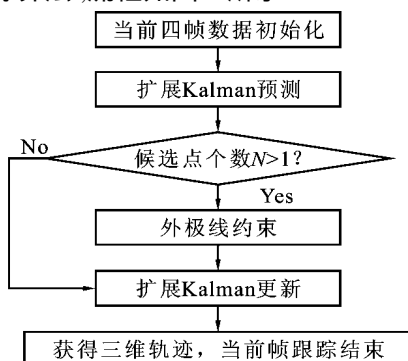 当前四帧数据初始化
扩展Kalman预测
候选点个数N>1?
No
Yes
外极线约束
扩展Kalman更新
获得三维轨迹，当前帧跟踪结束